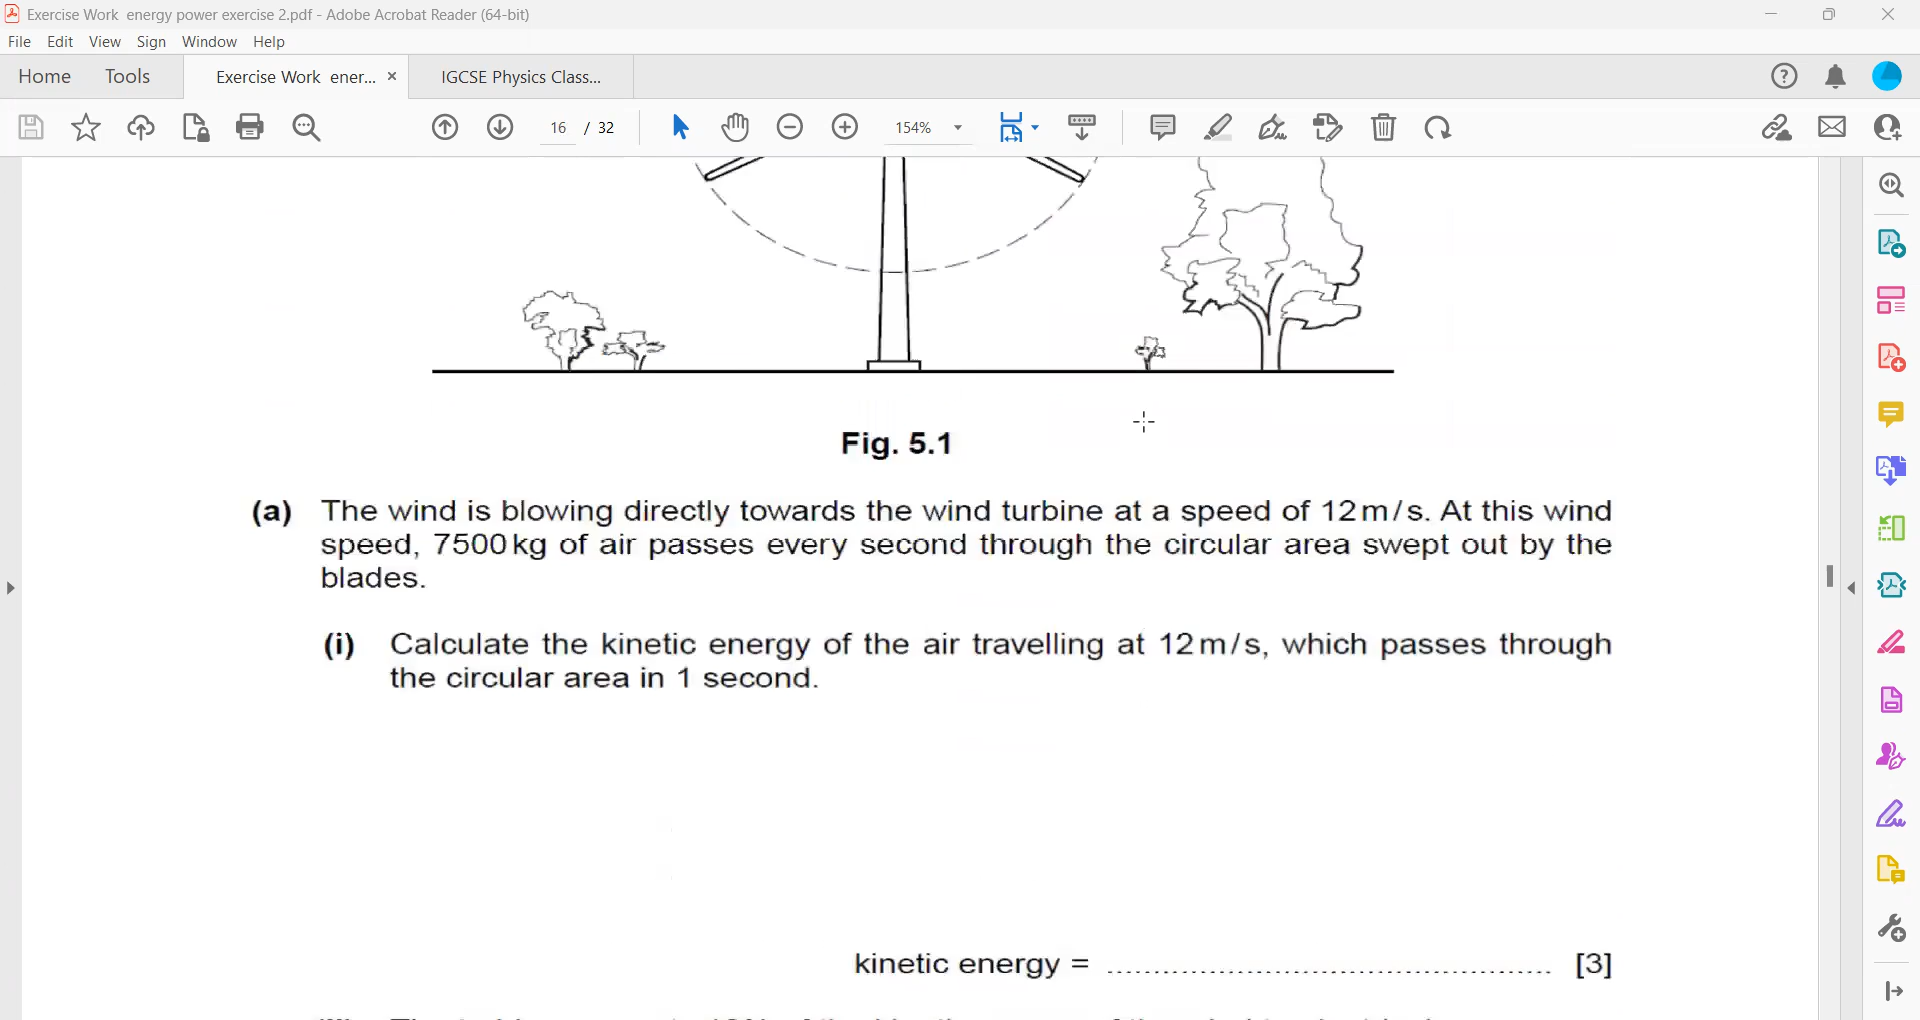 Exercise Work energy power exercise 2.pdf - Adobe Acrobat Reader (64-bit)
File Edit View Sign Window Help
Home Tools Exercise Work ener... × IGCSE Physics Class...
16 / 32 154%
Fig. 5.1
(a) The wind is blowing directly towards the wind turbine at a speed of 12 m/s. At this wind
speed, 7500 kg of air passes every second through the circular area swept out by the
blades.
(i) Calculate the kinetic energy of the air travelling at 12 m/s, which passes through
the circular area in 1 second.
kinetic energy = ................................................ [3]